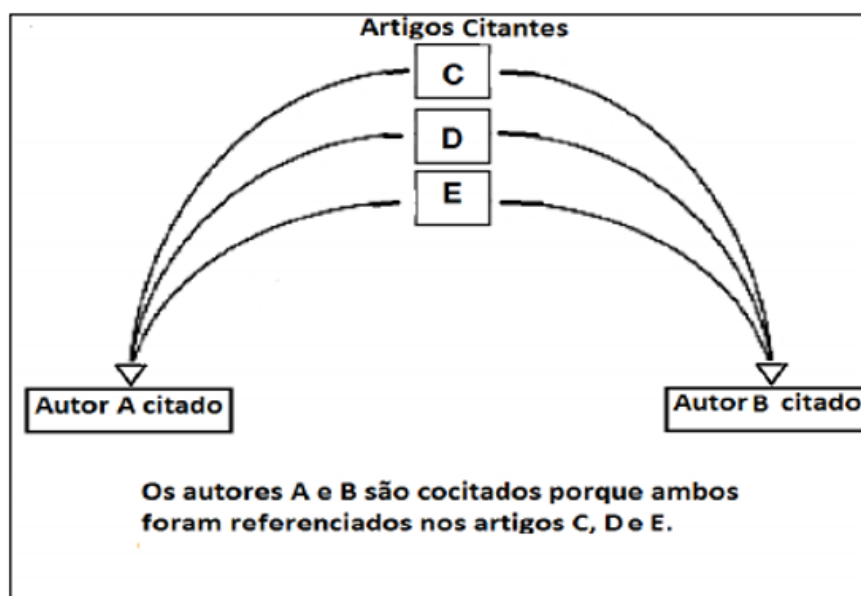 Artigos Citantes
C
D
E
Autor A citado
Autor B citado
Os autores A e B são cocitados porque ambos
foram referenciados nos artigos C, D e E.